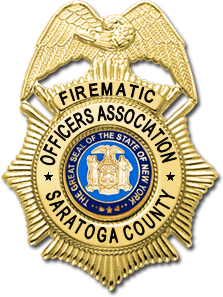 FIREMATIC
OFFICERS ASSOCIATION
THE GREAT SEAL OF THE STATE OF NEW YORK
SARATOGA COUNTY